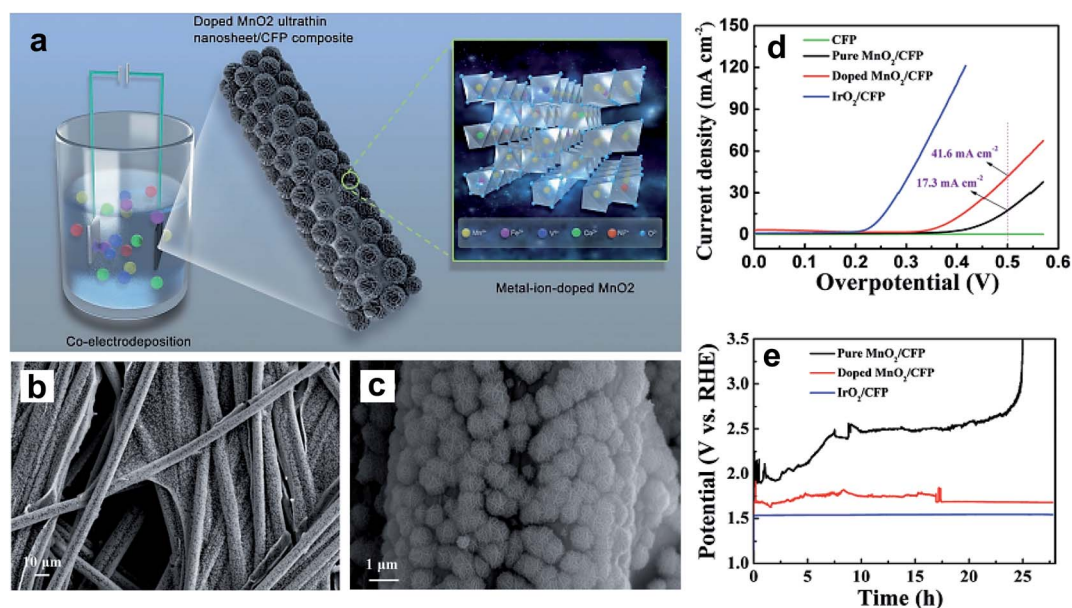 a
Doped MnO2 ultrathin
nanosheet/CFP composite
Co-electrodeposition
Metal-ion-doped MnO2
b
10 μm
c
1 μm
d
Current density (mA cm⁻²)
120
90
60
30
0
CFP
Pure MnO₂/CFP
Doped MnO₂/CFP
IrO₂/CFP
41.6 mA cm⁻²
17.3 mA cm⁻²
0.0 0.1 0.2 0.3 0.4 0.5 0.6
Overpotential (V)
e
Potential (V vs. RHE)
3.5
3.0
2.5
2.0
1.5
1.0
Pure MnO₂/CFP
Doped MnO₂/CFP
IrO₂/CFP
0 5 10 15 20 25
Time (h)